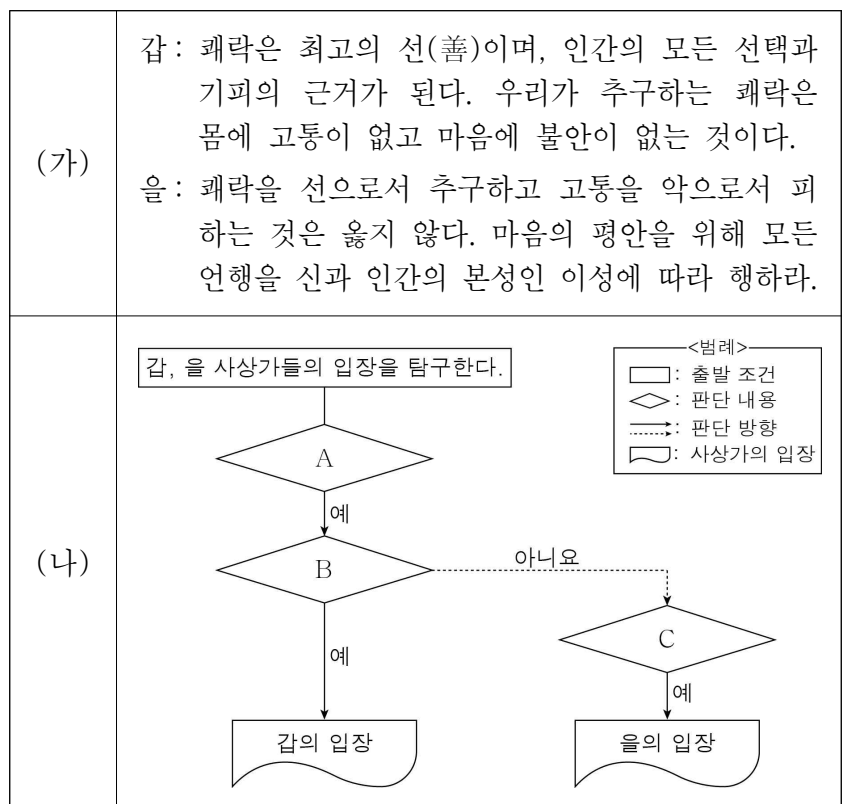 (가)
갑 : 쾌락은 최고의 선(善)이며, 인간의 모든 선택과
기피의 근거가 된다. 우리가 추구하는 쾌락은
몸에 고통이 없고 마음에 불안이 없는 것이다.
을 : 쾌락을 선으로서 추구하고 고통을 악으로서 피
하는 것은 옳지 않다. 마음의 평안을 위해 모든
언행을 신과 인간의 본성인 이성에 따라 행하라.
(나)
갑, 을 사상가들의 입장을 탐구한다.
<범례>
: 출발 조건
: 판단 내용
: 판단 방향
: 사상가의 입장
A
예
B
아니요
C
예
예
갑의 입장
을의 입장